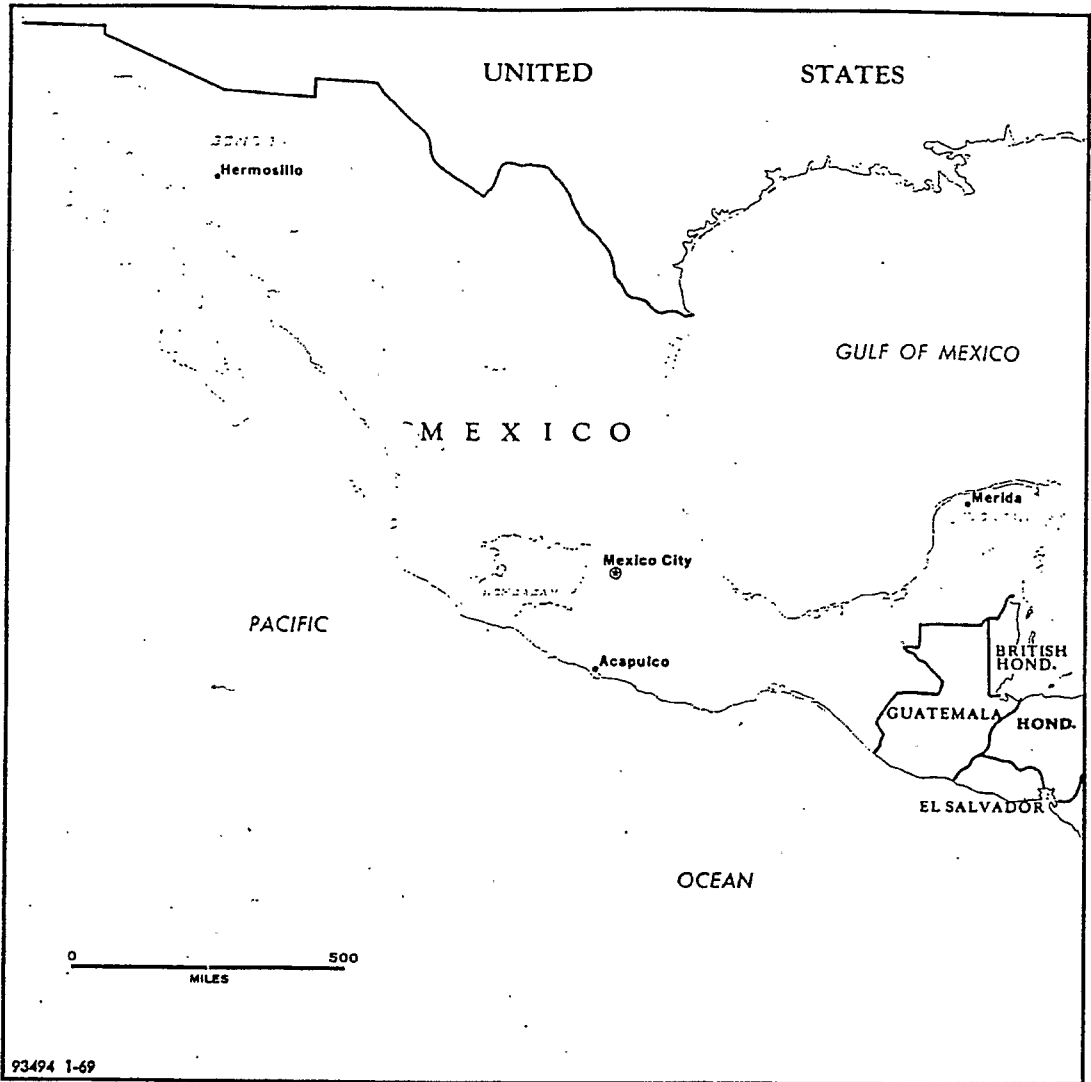 UNITED STATES
Hermosillo
GULF OF MEXICO
MEXICO
Merida
Mexico City
PACIFIC
BRITISH
HOND.
Acapulco
GUATEMALA
HOND.
EL SALVADOR
OCEAN
0 500
MILES
93494 1-69